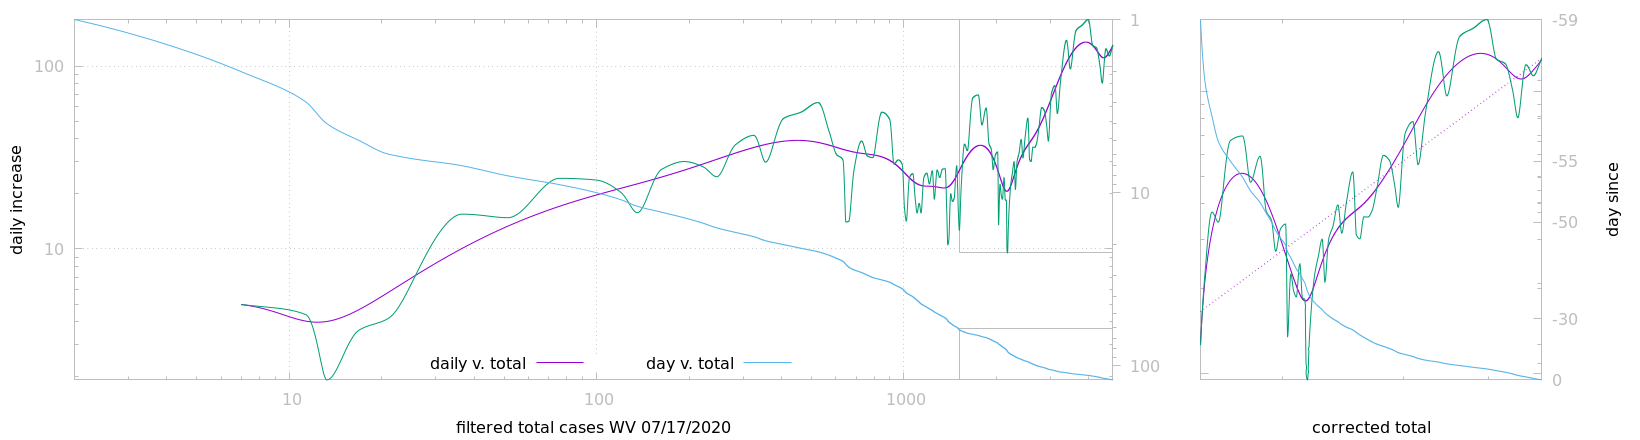 daily increase
100
10
daily v. total
day v. total
10
100
1000
filtered total cases WV 07/17/2020
1
10
100
corrected total
-59
-55
-50
-30
0
day since